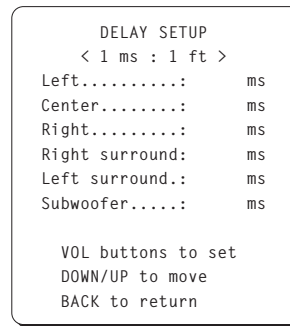 DELAY SETUP
< 1 ms : 1 ft >
Left..........: ms
Center........: ms
Right.........: ms
Right surround: ms
Left surround.: ms
Subwoofer.....: ms
VOL buttons to set
DOWN/UP to move
BACK to return